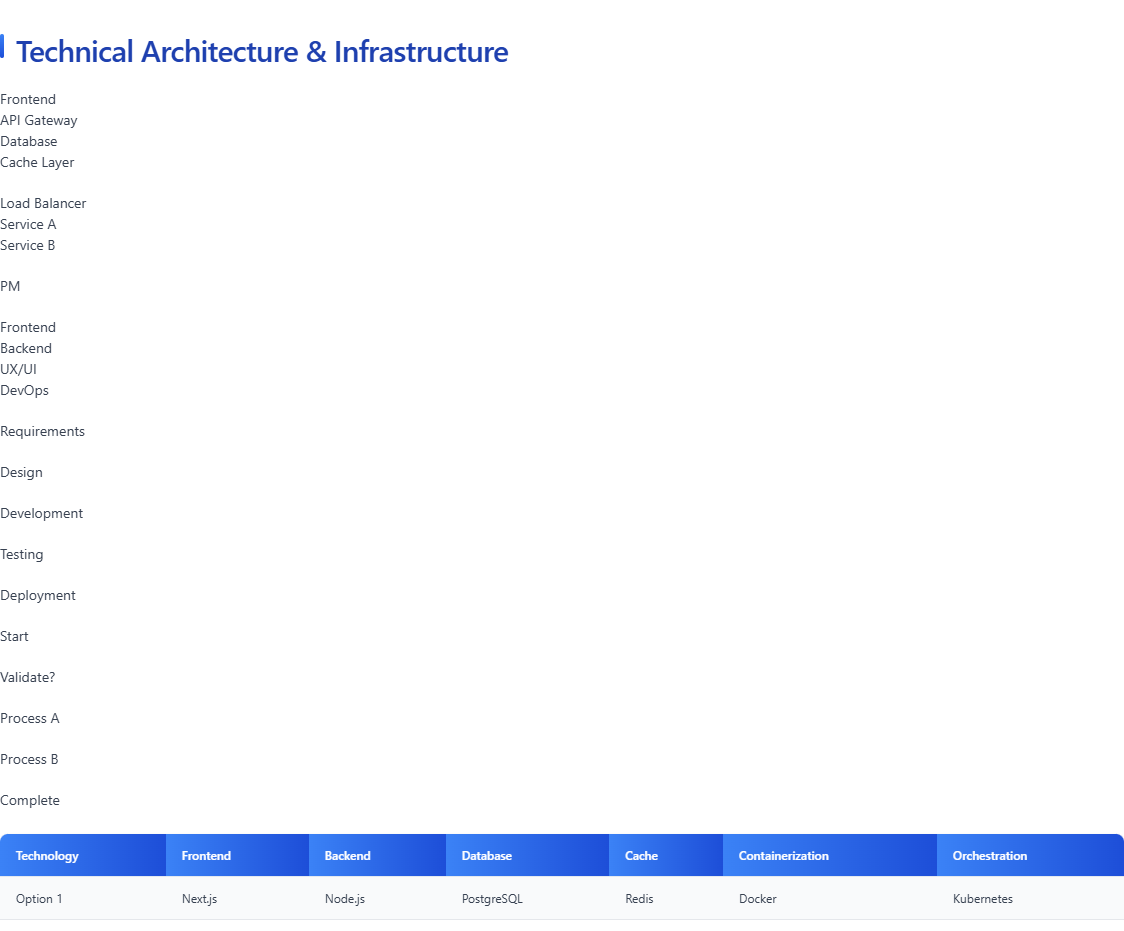 Technical Architecture & Infrastructure
Frontend
API Gateway
Database
Cache Layer
Load Balancer
Service A
Service B
PM
Frontend
Backend
UX/UI
DevOps
Requirements
Design
Development
Testing
Deployment
Start
Validate?
Process A
Process B
Complete
Technology Frontend Backend Database Cache Containerization Orchestration
Option 1 Next.js Node.js PostgreSQL Redis Docker Kubernetes